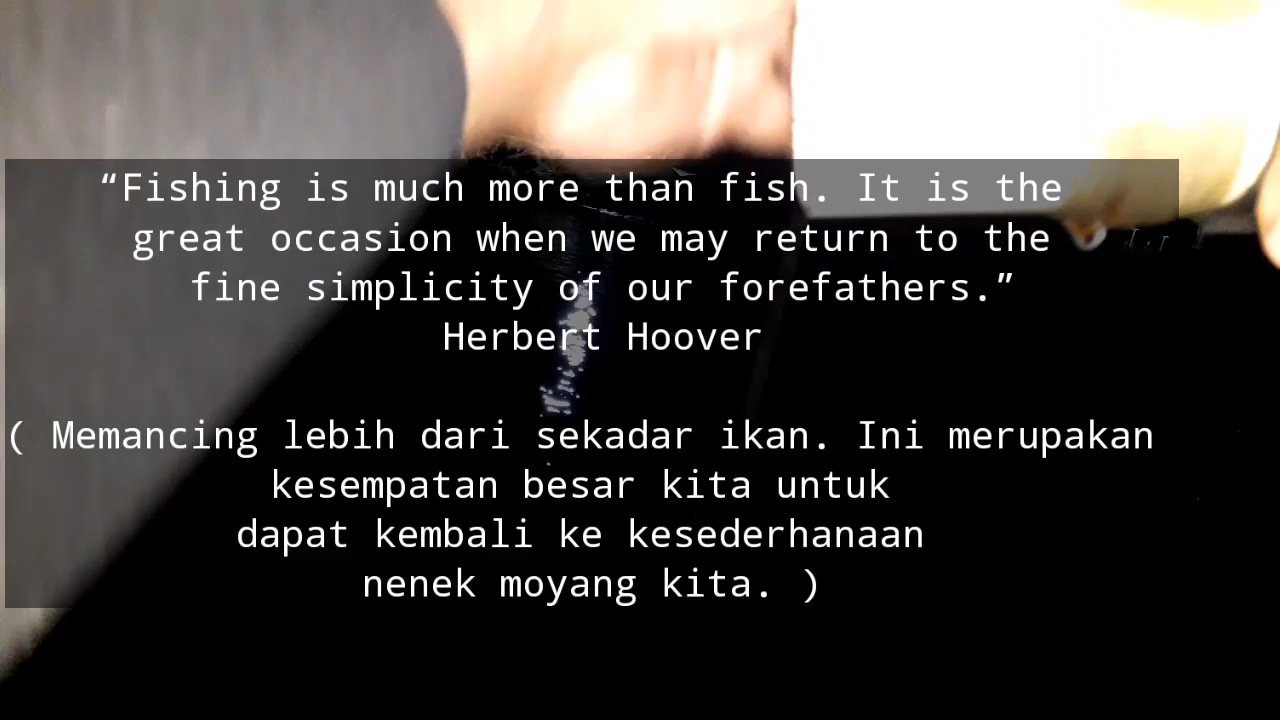 “Fishing is much more than fish. It is the
great occasion when we may return to the
fine simplicity of our forefathers.”
Herbert Hoover
( Memancing lebih dari sekadar ikan. Ini merupakan
kesempatan besar kita untuk
dapat kembali ke kesederhanaan
nenek moyang kita. )